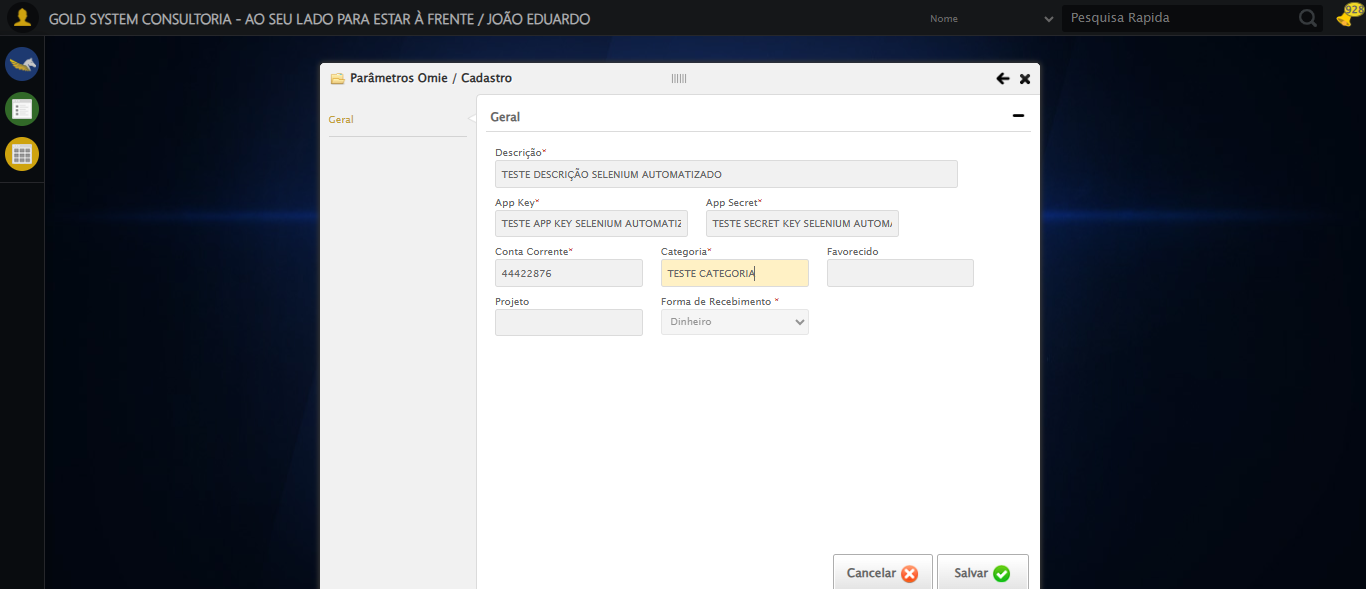 GOLD SYSTEM CONSULTORIA - AO SEU LADO PARA ESTAR À FRENTE / JOÃO EDUARDO
Nome
Pesquisa Rapida
928
Parâmetros Omie / Cadastro
Geral
Geral
Descrição*
TESTE DESCRIÇÃO SELENIUM AUTOMATIZADO
App Key* App Secret*
TESTE APP KEY SELENIUM AUTOMATIZ TESTE SECRET KEY SELENIUM AUTOMA
Conta Corrente* Categoria* Favorecido
44422876 TESTE CATEGORIA
Projeto Forma de Recebimento *
Dinheiro
Cancelar Salvar